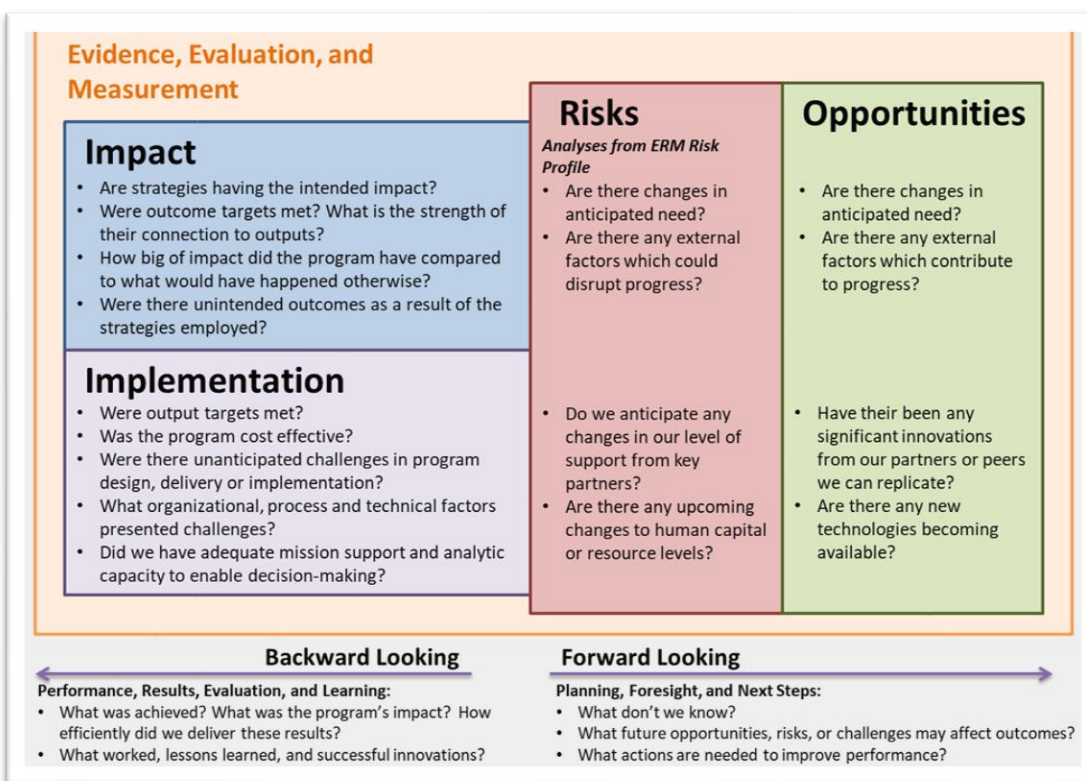 Evidence, Evaluation, and
Measurement
Impact
• Are strategies having the intended impact?
• Were outcome targets met? What is the strength of
their connection to outputs?
• How big of impact did the program have compared
to what would have happened otherwise?
• Were there unintended outcomes as a result of the
strategies employed?
Implementation
• Were output targets met?
• Was the program cost effective?
• Were there unanticipated challenges in program
design, delivery or implementation?
• What organizational, process and technical factors
presented challenges?
• Did we have adequate mission support and analytic
capacity to enable decision-making?
Risks
Analyses from ERM Risk
Profile
• Are there changes in
anticipated need?
• Are there any external
factors which could
disrupt progress?
• Do we anticipate any
changes in our level of
support from key
partners?
• Are there any upcoming
changes to human capital
or resource levels?
Opportunities
• Are there changes in
anticipated need?
• Are there any external
factors which contribute
to progress?
• Have their been any
significant innovations
from our partners or peers
we can replicate?
• Are there any new
technologies becoming
available?
Backward Looking
Performance, Results, Evaluation, and Learning:
• What was achieved? What was the program's impact? How
efficiently did we deliver these results?
• What worked, lessons learned, and successful innovations?
Forward Looking
Planning, Foresight, and Next Steps:
• What don't we know?
• What future opportunities, risks, or challenges may affect outcomes?
• What actions are needed to improve performance?